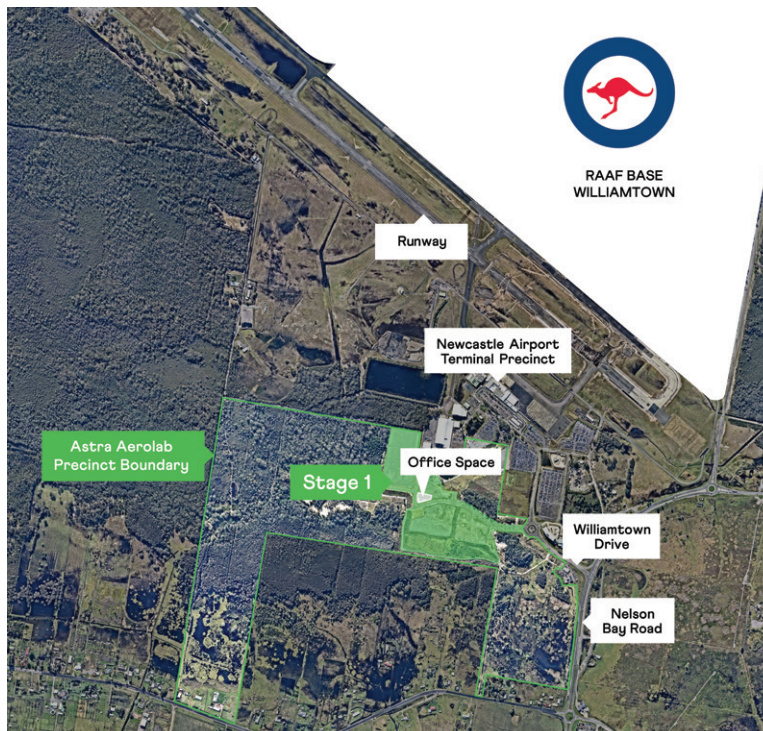 RAAF BASE
WILLIAMTOWN
Runway
Newcastle Airport
Terminal Precinct
Astra Aerolab
Precinct Boundary
Office Space
Stage 1
Williamtown
Drive
Nelson
Bay Road